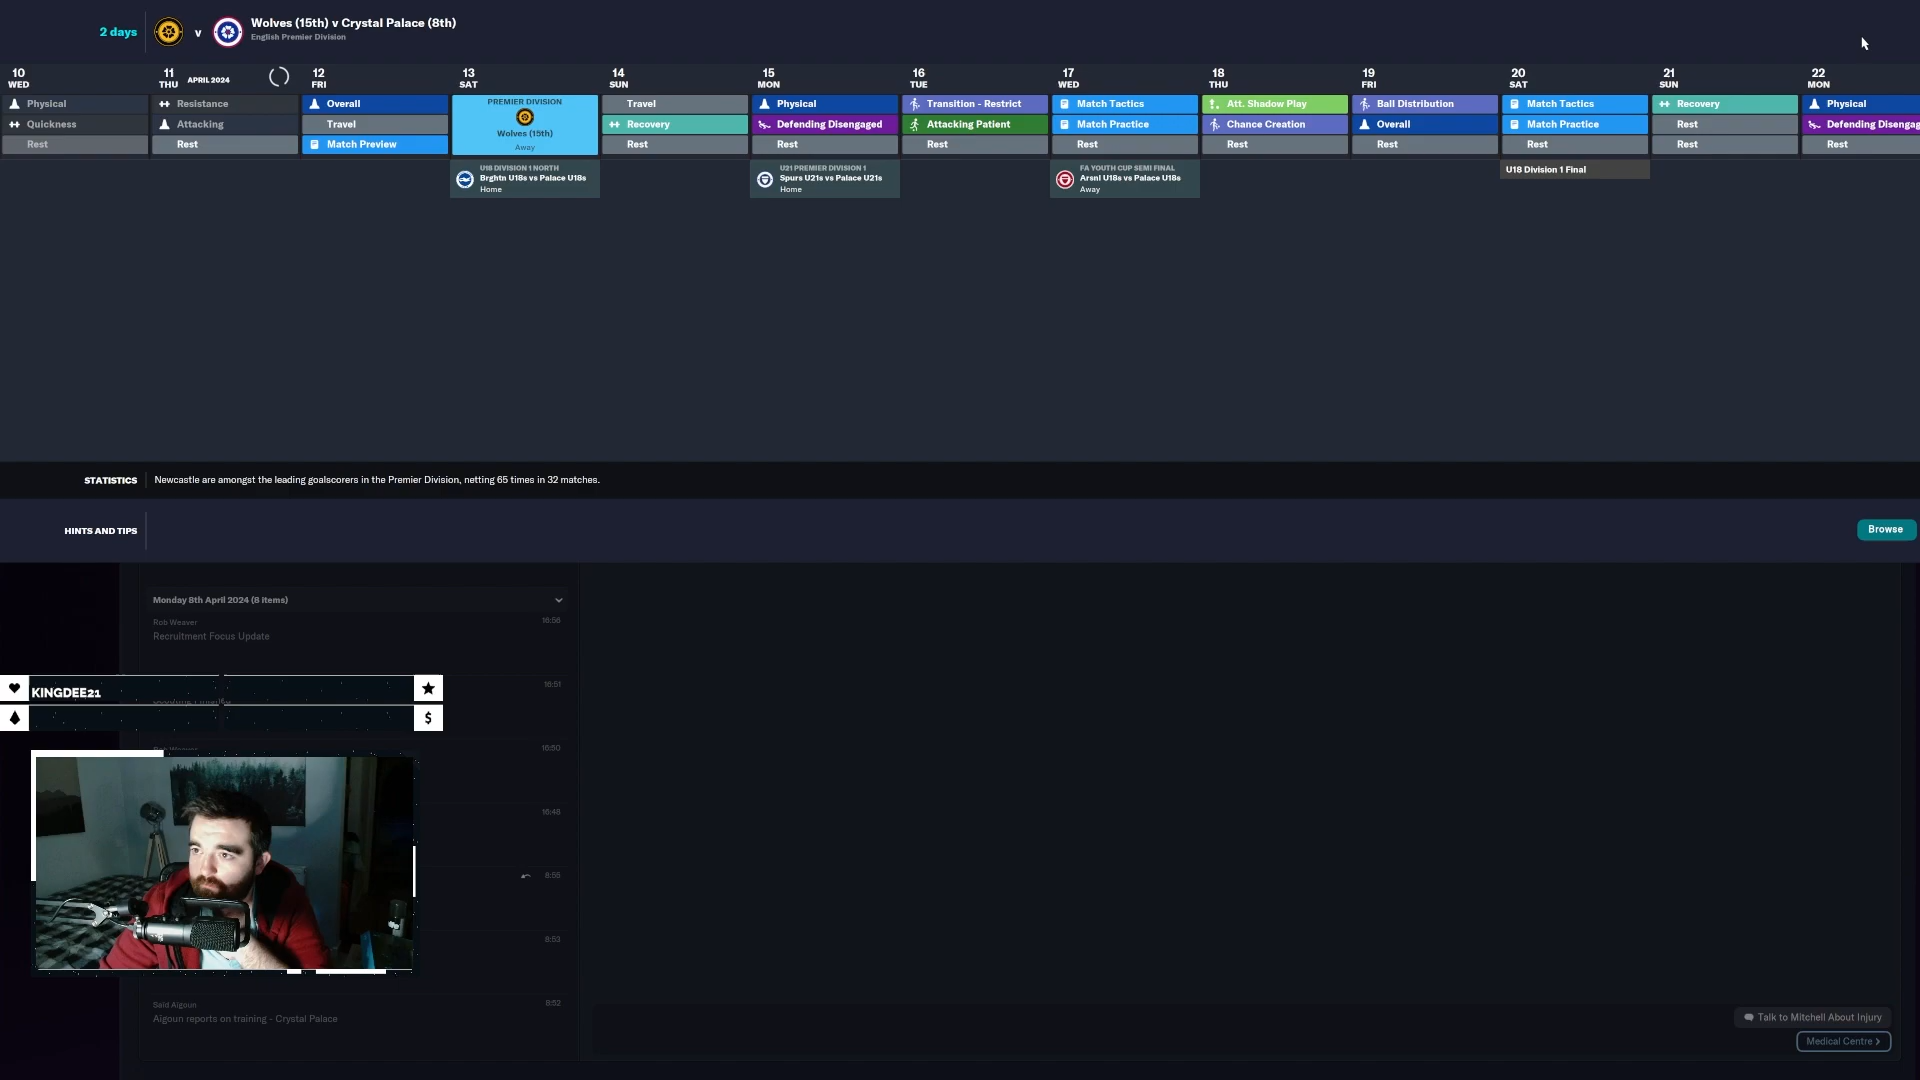 2 days
v
Wolves (15th) v Crystal Palace (8th)
English Premier Division
10
WED
Physical
Quickness
Rest
11
THU
APRIL 2024
Resistance
Attacking
Rest
12
FRI
Overall
Travel
Match Preview
13
SAT
PREMIER DIVISION
Wolves (15th)
Away
U18 DIVISION 1 NORTH
Brghtn U18s vs Palace U18s
Home
14
SUN
Travel
Recovery
Rest
15
MON
Physical
Defending Disengaged
Rest
U21 PREMIER DIVISION 1
Spurs U21s vs Palace U21s
Home
16
TUE
Transition - Restrict
Attacking Patient
Rest
17
WED
Match Tactics
Match Practice
Rest
FA YOUTH CUP SEMI FINAL
Arsnl U18s vs Palace U18s
Away
18
THU
Att. Shadow Play
Chance Creation
Rest
19
FRI
Ball Distribution
Overall
Rest
20
SAT
Match Tactics
Match Practice
Rest
U18 Division 1 Final
21
SUN
Recovery
Rest
Rest
22
MON
Physical
Defending Disengag
Rest
STATISTICS
Newcastle are amongst the leading goalscorers in the Premier Division, netting 65 times in 32 matches.
HINTS AND TIPS
Browse
Monday 8th April 2024 (8 items)
Rob Weaver
16:56
Recruitment Focus Update
16:51
KINGDEE21
Scouting Finished
$
Rob Weaver
16:50
16:48
8:56
8:53
Saïd Aïgoun
8:52
Aïgoun reports on training - Crystal Palace
Talk to Mitchell About Injury
Medical Centre >